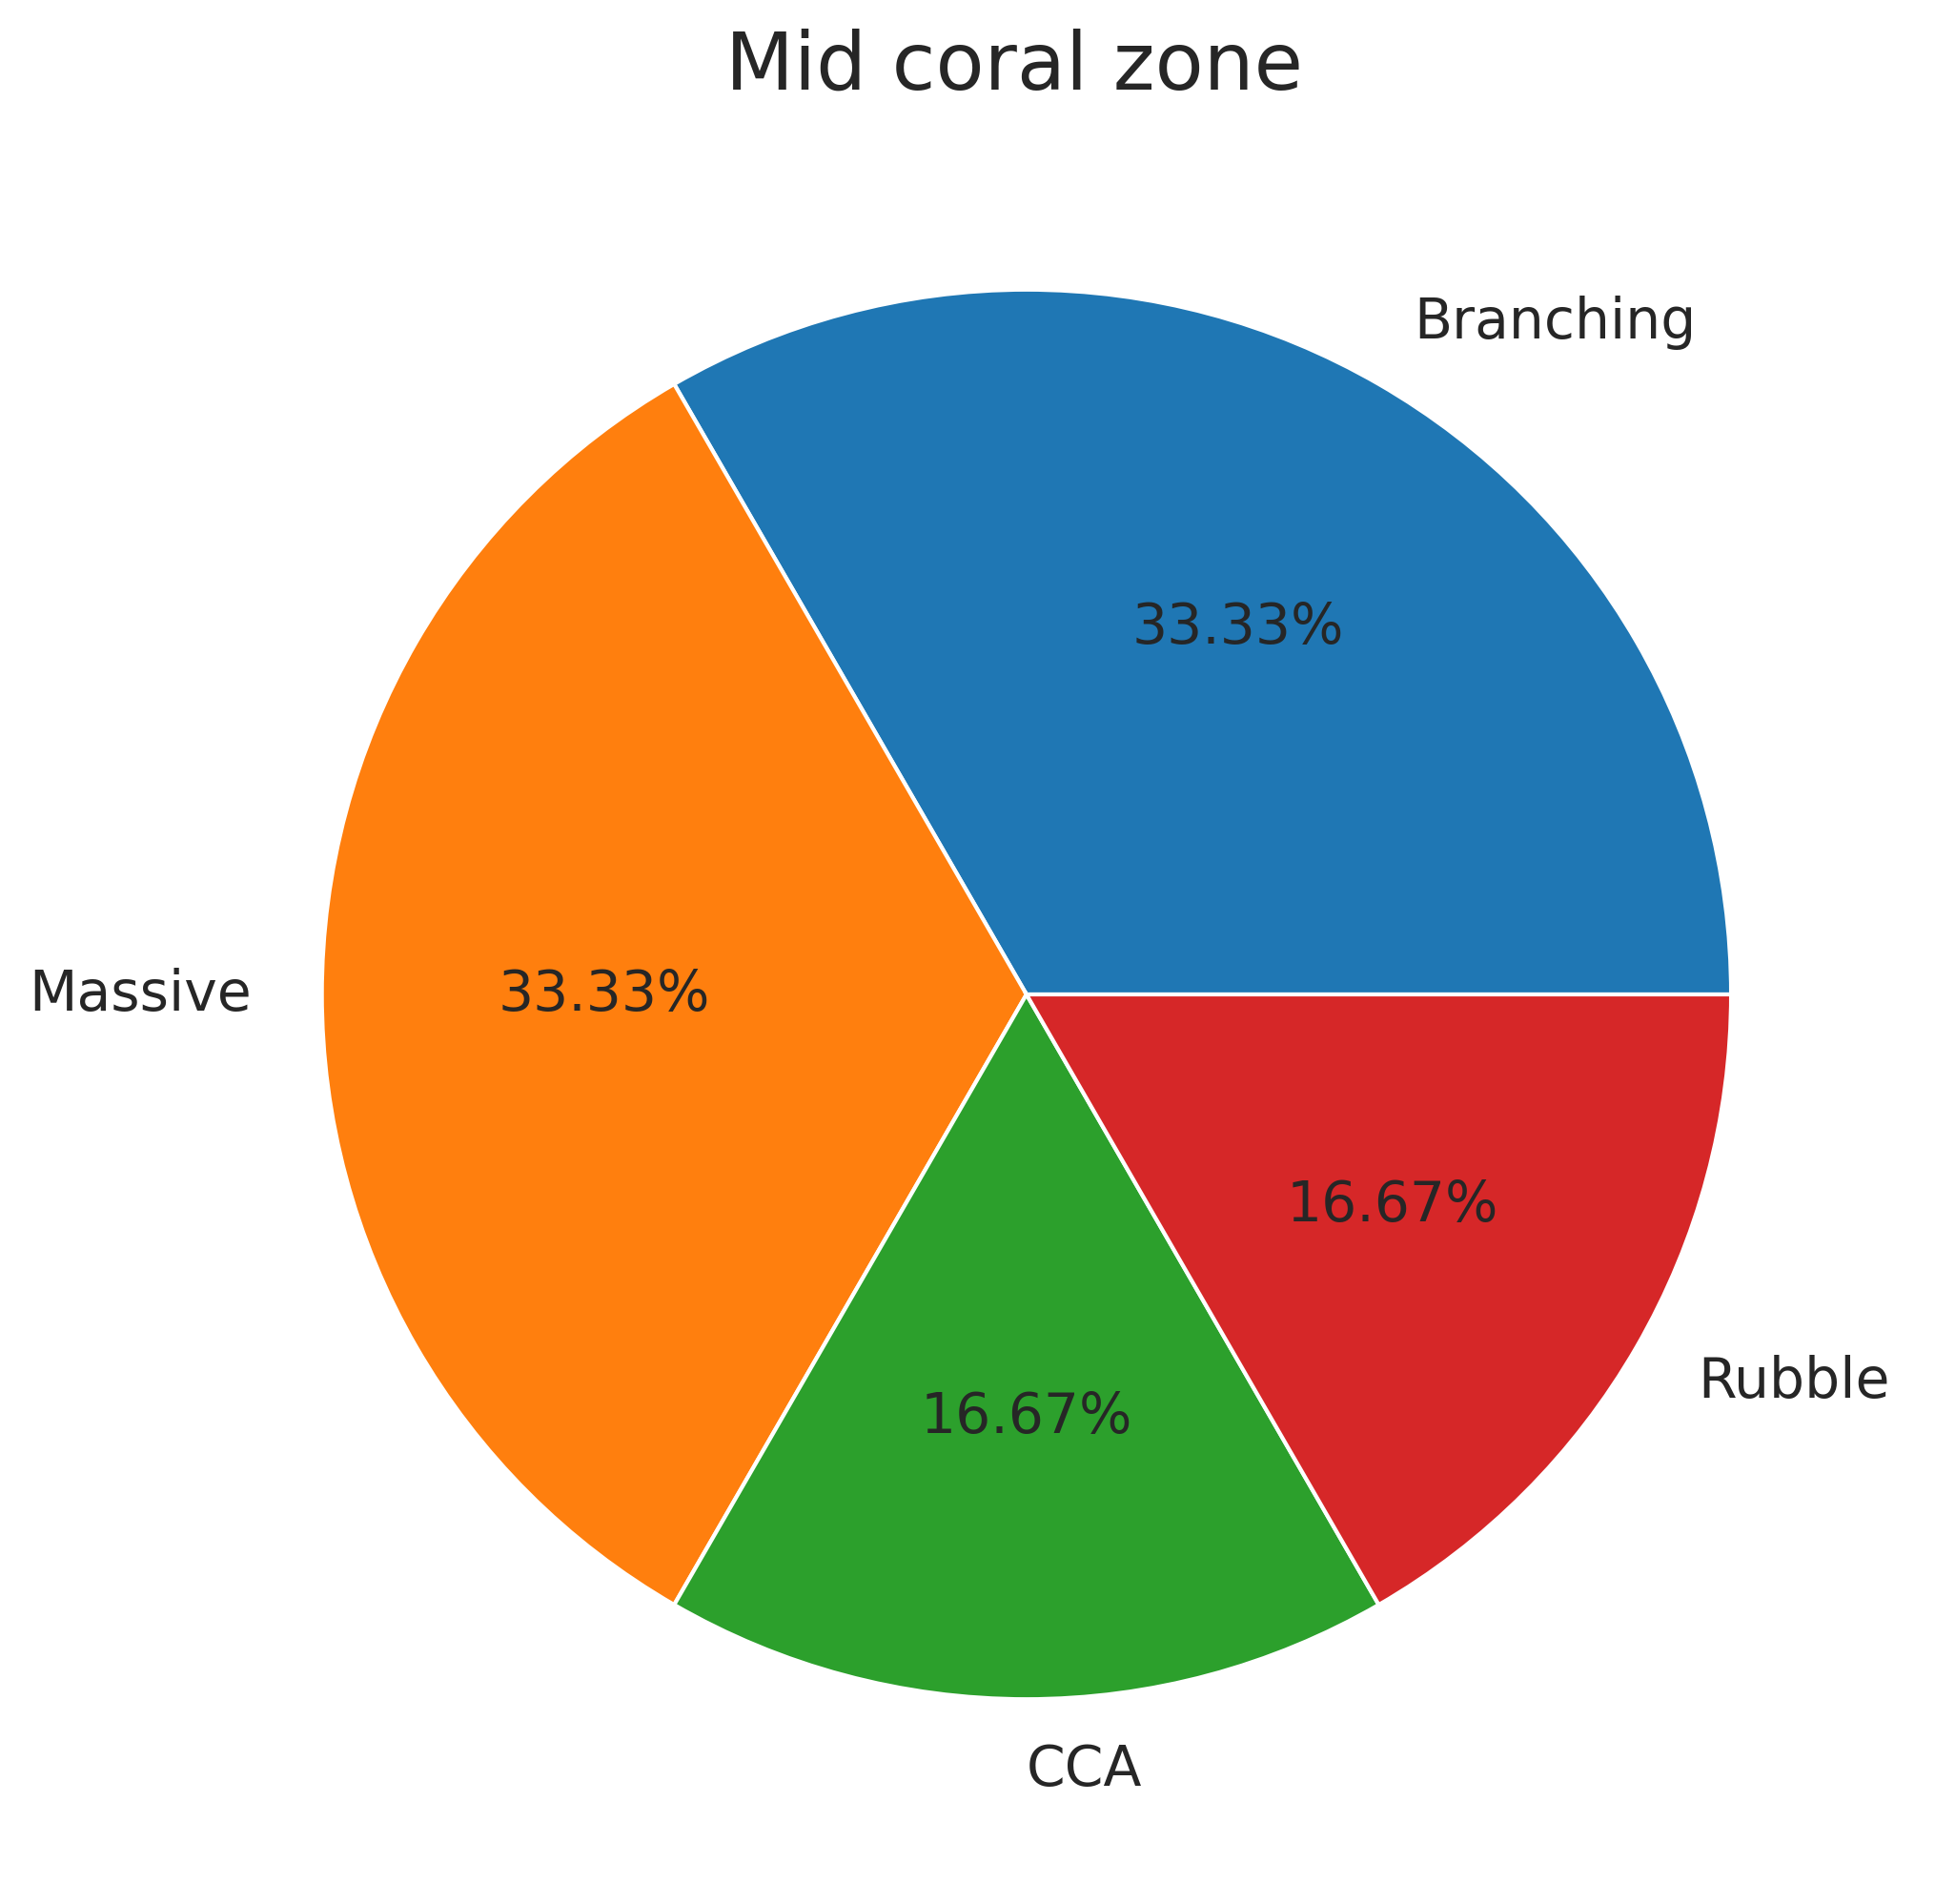 Mid coral zone
Branching
33.33%
Massive
33.33%
16.67%
Rubble
16.67%
CCA